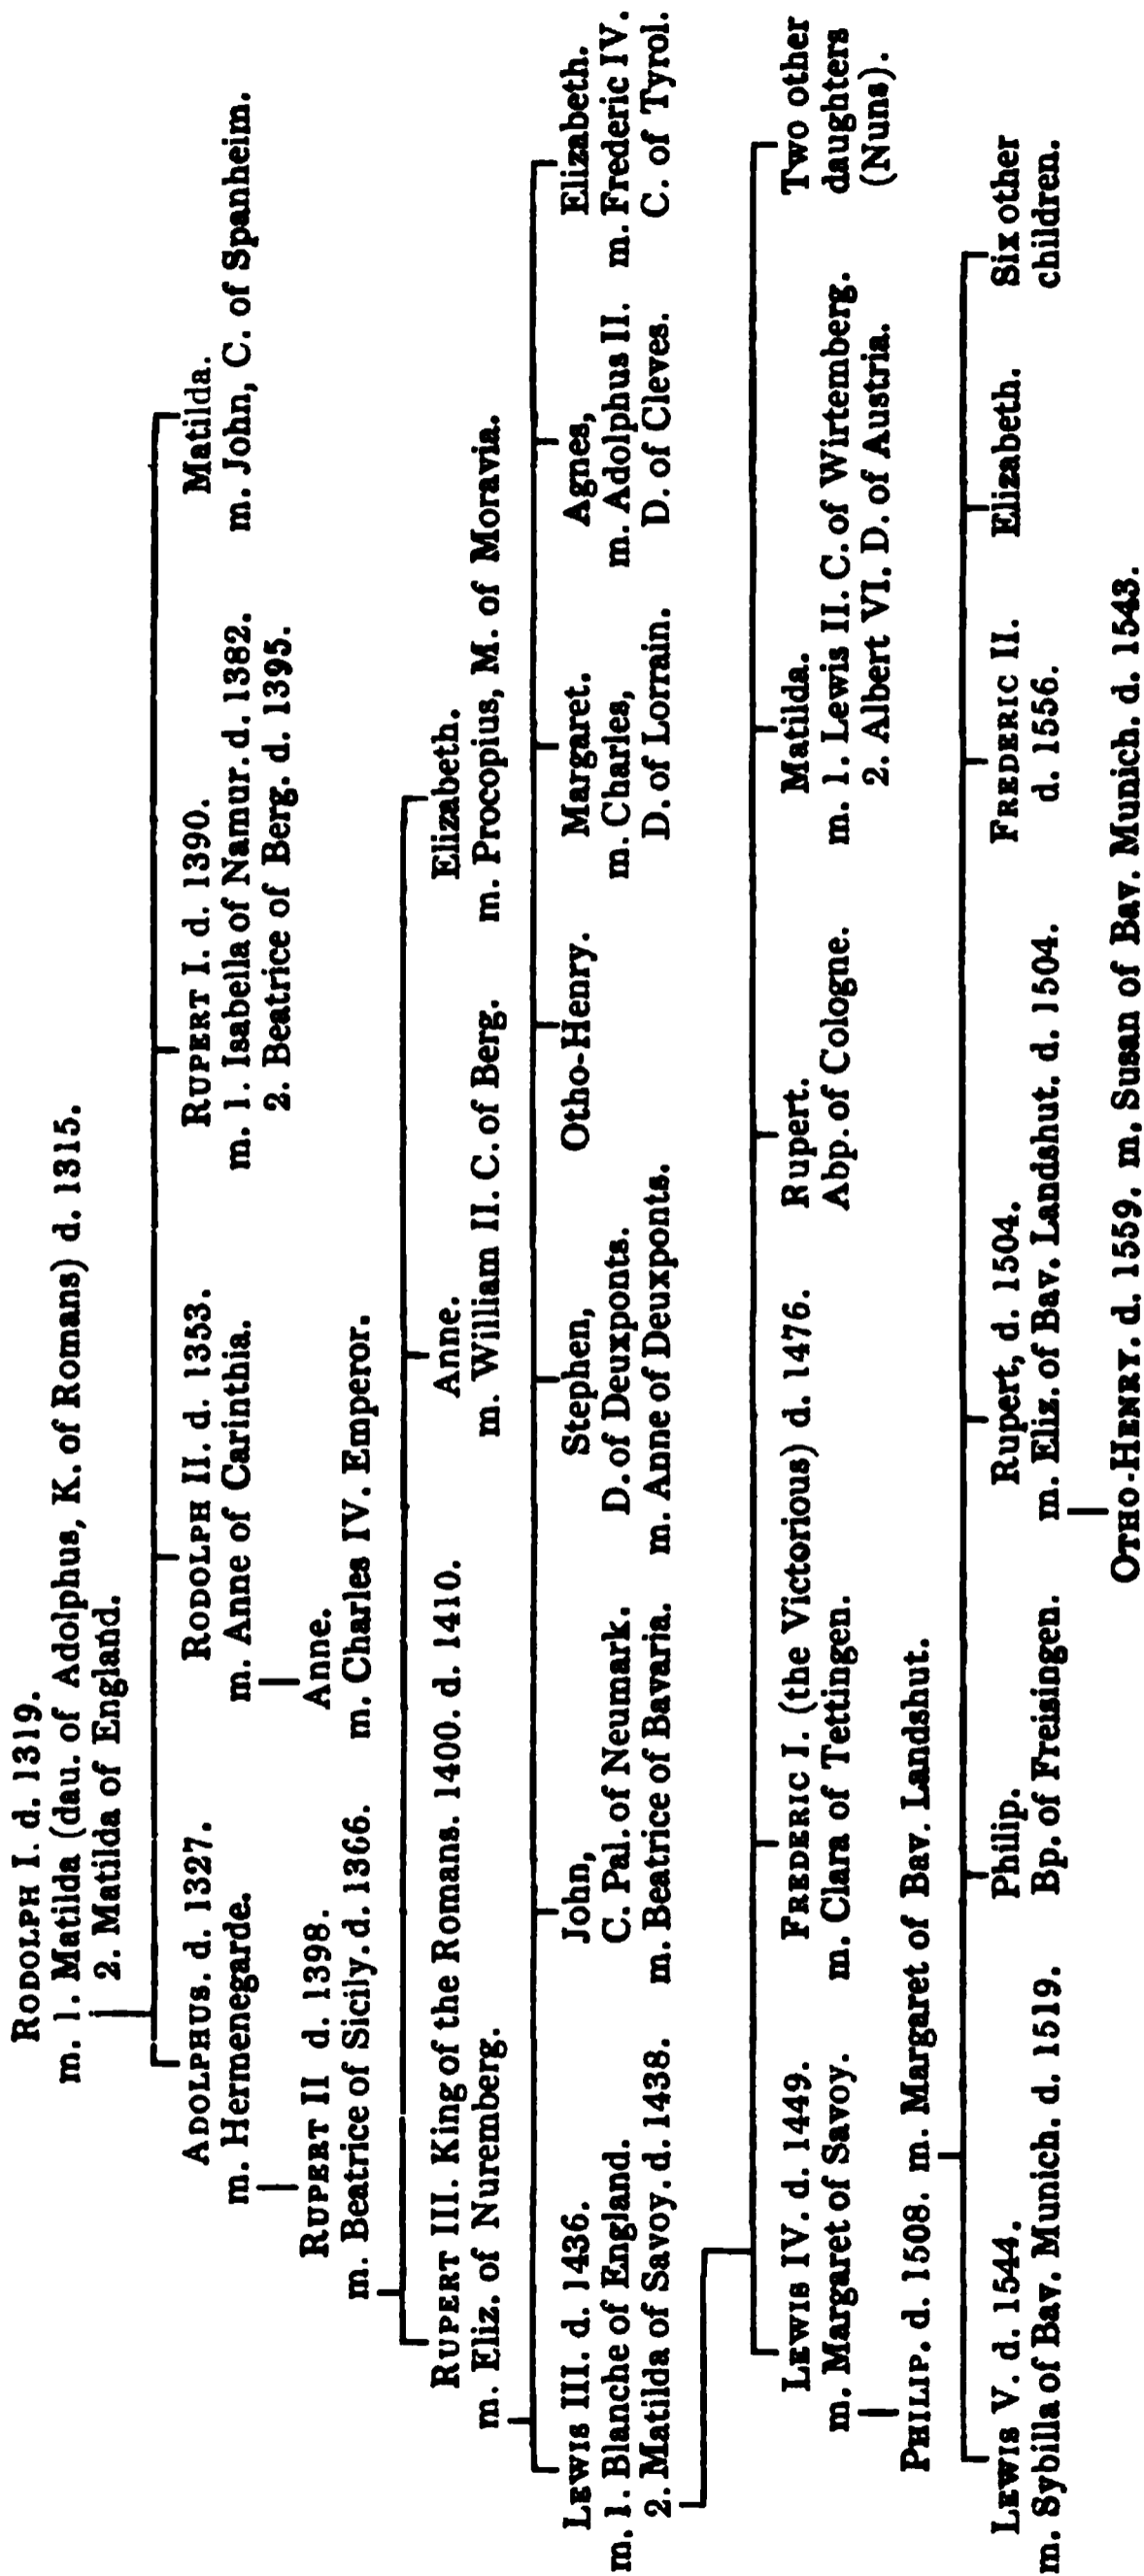 RODOLPH I. d. 1319.
m. 1. Matilda (dau. of Adolphus, K. of Romans) d. 1315.
2. Matilda of England.
ADOLPHUS. d. 1327.
m. Hermenegarde.
RODOLPH II. d. 1353.
m. Anne of Carinthia.
RUPERT I. d. 1390.
m. 1. Isabella of Namur. d. 1382.
2. Beatrice of Berg. d. 1395.
Matilda.
m. John, C. of Spanheim.
RUPERT II d. 1398.
m. Beatrice of Sicily. d. 1366.
Anne.
m. Charles IV. Emperor.
RUPERT III. King of the Romans. 1400. d. 1410.
m. Eliz. of Nuremberg.
Anne.
m. William II. C. of Berg.
Elizabeth.
m. Procopius, M. of Moravia.
LEWIS III. d. 1436.
m. 1. Blanche of England.
2. Matilda of Savoy. d. 1438.
John,
C. Pal. of Neumark.
m. Beatrice of Bavaria.
Stephen,
D. of Deuxponts.
m. Anne of Deuxponts.
Otho-Henry.
Margaret.
m. Charles,
D. of Lorrain.
Agnes,
m. Adolphus II.
D. of Cleves.
Elizabeth.
m. Frederic IV.
C. of Tyrol.
LEWIS IV. d. 1449.
m. Margaret of Savoy.
FREDERIC I. (the Victorious) d. 1476.
m. Clara of Tettingen.
Rupert.
Abp. of Cologne.
Matilda.
m. 1. Lewis II. C. of Wirtemberg.
2. Albert VI. D. of Austria.
Two other
daughters
(Nuns).
PHILIP. d. 1508. m. Margaret of Bav. Landshut.
LEWIS V. d. 1544.
m. Sybilla of Bav. Munich. d. 1519.
Philip.
Bp. of Freisingen.
Rupert, d. 1504.
m. Eliz. of Bav. Landshut. d. 1504.
FREDERIC II.
d. 1556.
Elizabeth.
Six other
children.
OTHO-HENRY. d. 1559. m. Susan of Bav. Munich. d. 1543.